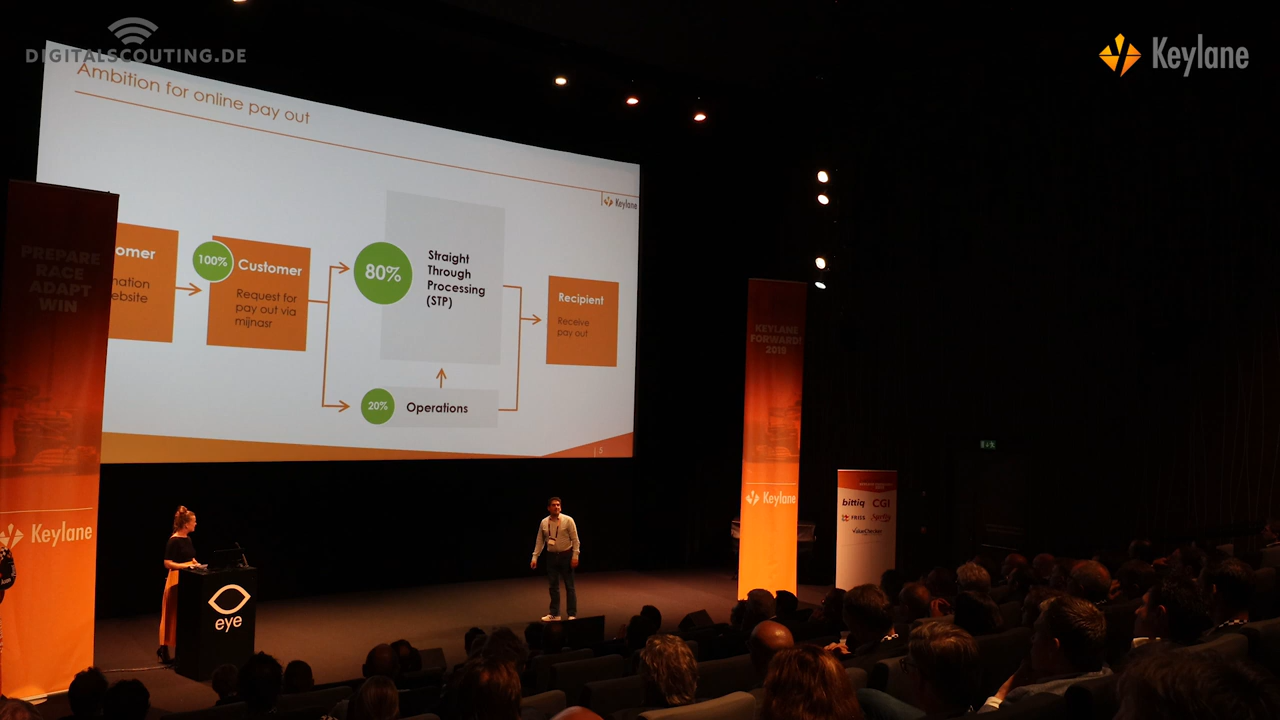 DIGITALSCOUTING.DE
Keylane
Ambition for online pay out
Keylane
omer
mation
ebsite
100%
Customer
Request for
pay out via
mijnasr
80%
Straight
Through
Processing
(STP)
20%
Operations
Recipient
Receive
pay out
5
PREPARE
RACE
ADAPT
WIN
Keylane
eye
KEYLANE
FORWARD!
2019
Keylane
bittiq
CGI
FRISS